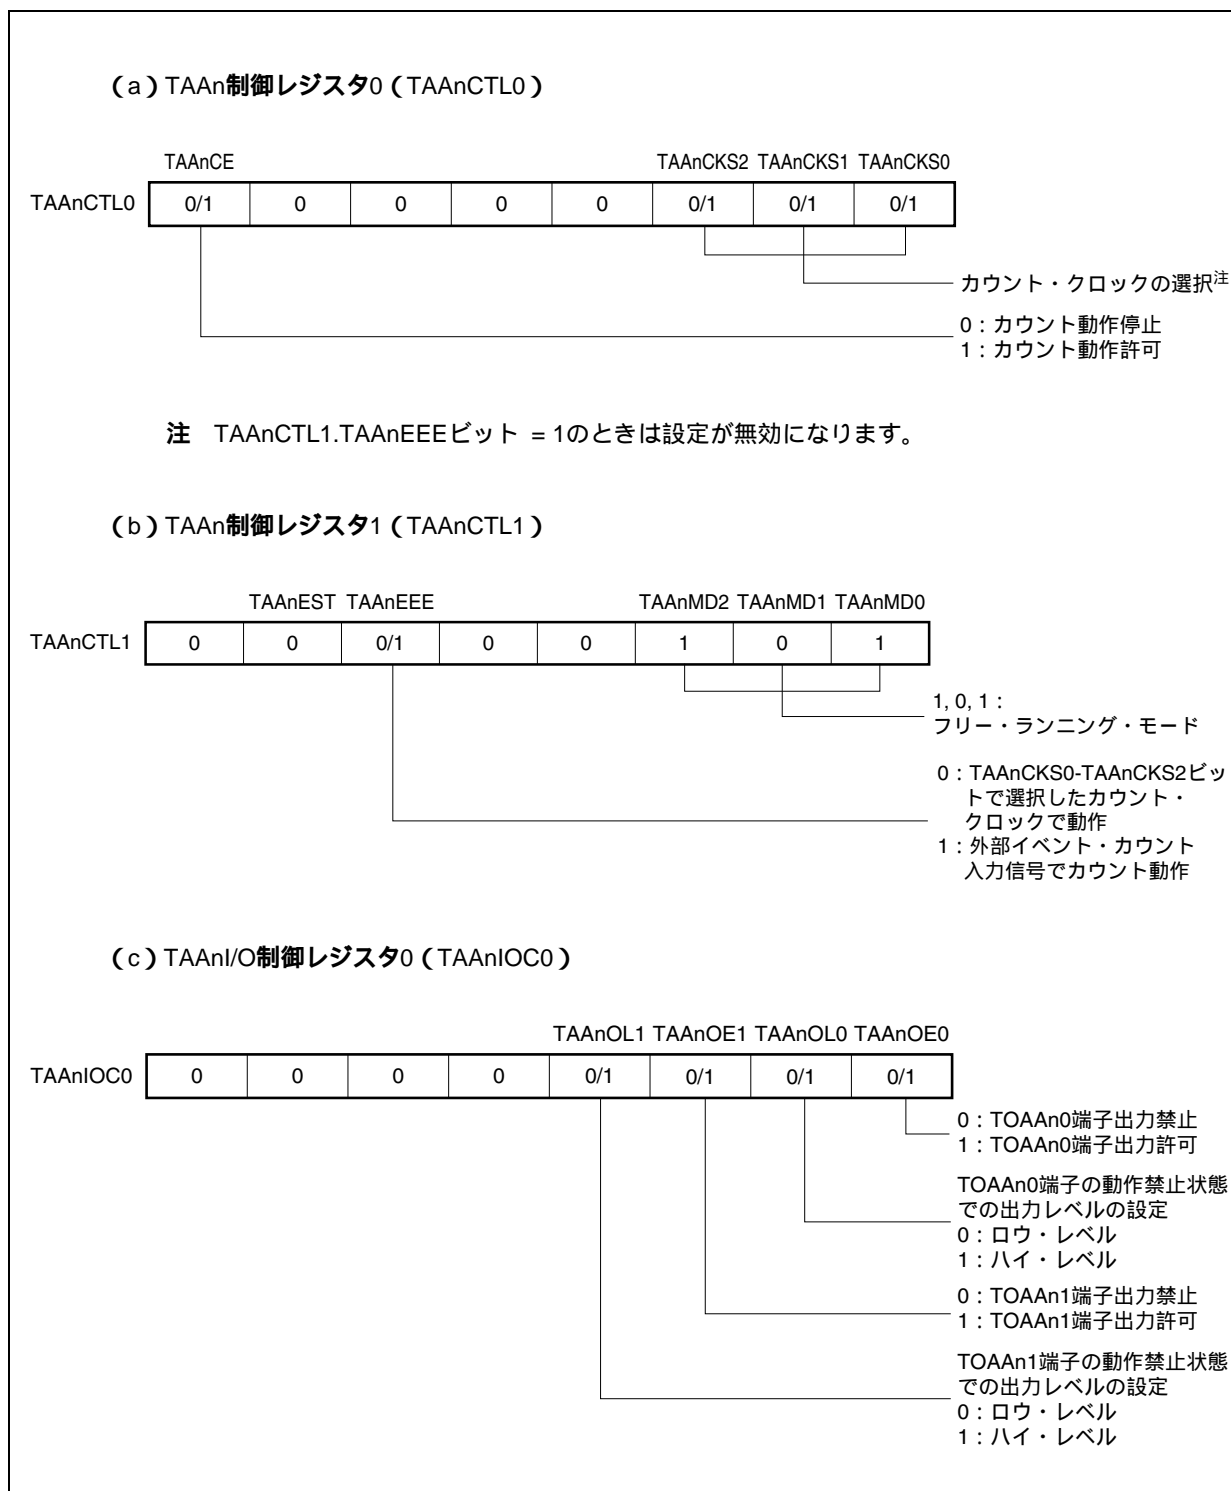 (a)TAAn制御レジスタ0(TAAnCTL0)
TAAnCE TAAnCKS2 TAAnCKS1 TAAnCKS0
TAAnCTL0 0/1 0 0 0 0 0/1 0/1 0/1
カウント・クロックの選択注
0:カウント動作停止
1:カウント動作許可
注 TAAnCTL1.TAAnEEEビット = 1のときは設定が無効になります。
(b)TAAn制御レジスタ1(TAAnCTL1)
TAAnEST TAAnEEE TAAnMD2 TAAnMD1 TAAnMD0
TAAnCTL1 0 0 0/1 0 0 1 0 1
1, 0, 1:
フリー・ランニング・モード
0:TAAnCKS0-TAAnCKS2ビッ
トで選択したカウント・
クロックで動作
1:外部イベント・カウント
入力信号でカウント動作
(c)TAAnI/O制御レジスタ0(TAAnIOC0)
TAAnOL1 TAAnOE1 TAAnOL0 TAAnOE0
TAAnIOC0 0 0 0 0 0/1 0/1 0/1 0/1
0:TOAAn0端子出力禁止
1:TOAAn0端子出力許可
TOAAn0端子の動作禁止状態
での出力レベルの設定
0:ロウ・レベル
1:ハイ・レベル
0:TOAAn1端子出力禁止
1:TOAAn1端子出力許可
TOAAn1端子の動作禁止状態
での出力レベルの設定
0:ロウ・レベル
1:ハイ・レベル